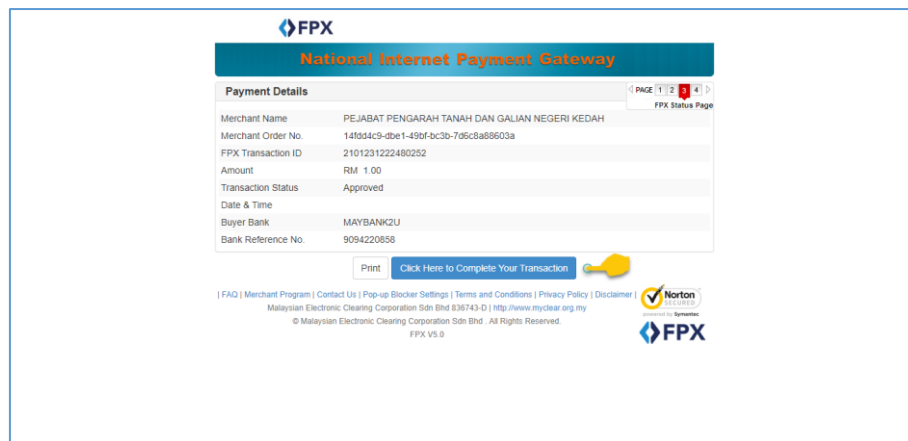 FPX
National Internet Payment Gateway
Payment Details
PAGE 1 2 3 4
FPX Status Page
Merchant Name PEJABAT PENGARAH TANAH DAN GALIAN NEGERI KEDAH
Merchant Order No. 14fdd4c9-dbe1-49bf-bc3b-7d6c8a88603a
FPX Transaction ID 2101231222480252
Amount RM 1.00
Transaction Status Approved
Date & Time
Buyer Bank MAYBANK2U
Bank Reference No. 9094220858
Print Click Here to Complete Your Transaction
| FAQ | Merchant Program | Contact Us | Pop-up Blocker Settings | Terms and Conditions | Privacy Policy | Disclaimer |
Malaysian Electronic Clearing Corporation Sdn Bhd 836743-D | http://www.myclear.org.my
© Malaysian Electronic Clearing Corporation Sdn Bhd . All Rights Reserved.
FPX V5.0
Norton
SECURED
powered by Symantec
FPX